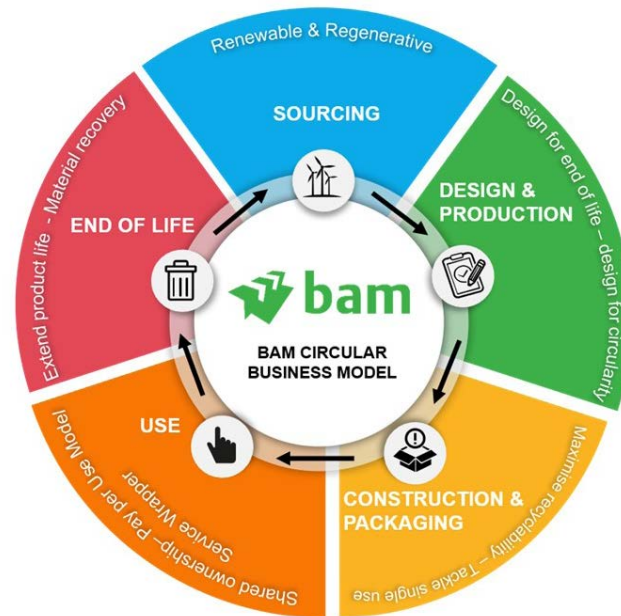 Renewable & Regenerative
SOURCING
Design for end of life – design for circularity
DESIGN &
PRODUCTION
Maximise recyclability – Tackle single use
CONSTRUCTION &
PACKAGING
USE
Shared ownership– Pay per Use Model
Service Wrapper
END OF LIFE
Extend product life - Material recovery
bam
BAM CIRCULAR
BUSINESS MODEL